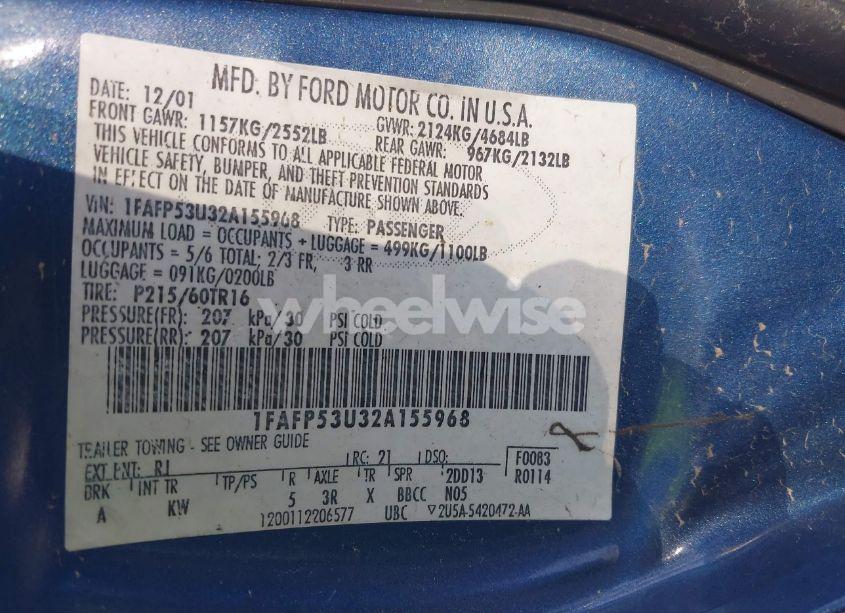 MFD. BY FORD MOTOR CO. IN U.S.A.
DATE: 12/01 GVWR: 2124KG/4684LB
FRONT GAWR: 1157KG/2552LB REAR GAWR: 967KG/2132LB
THIS VEHICLE CONFORMS TO ALL APPLICABLE FEDERAL MOTOR
VEHICLE SAFETY, BUMPER, AND THEFT PREVENTION STANDARDS
IN EFFECT ON THE DATE OF MANUFACTURE SHOWN ABOVE.
VIN: 1FAFP53U32A155968 TYPE: PASSENGER
MAXIMUM LOAD = OCCUPANTS + LUGGAGE = 499KG/1100LB
OCCUPANTS = 5/6 TOTAL; 2/3 FR, 3 RR
LUGGAGE = 091KG/0200LB
TIRE: P215/60TR16
PRESSURE(FR): 207 kPa/30 PSI COLD
PRESSURE(RR): 207 kPa/30 PSI COLD
wheelwise
1FAFP53U32A155968
TRAILER TOWING - SEE OWNER GUIDE
EXT PNT: RJ RC: 21 DSO: F0083
BRK INT TR TP/PS R AXLE TR SPR 2DD13 R0114
A KW 5 3R X BBCC N05
1200112206577 UBC ▽2U5A-5420472-AA